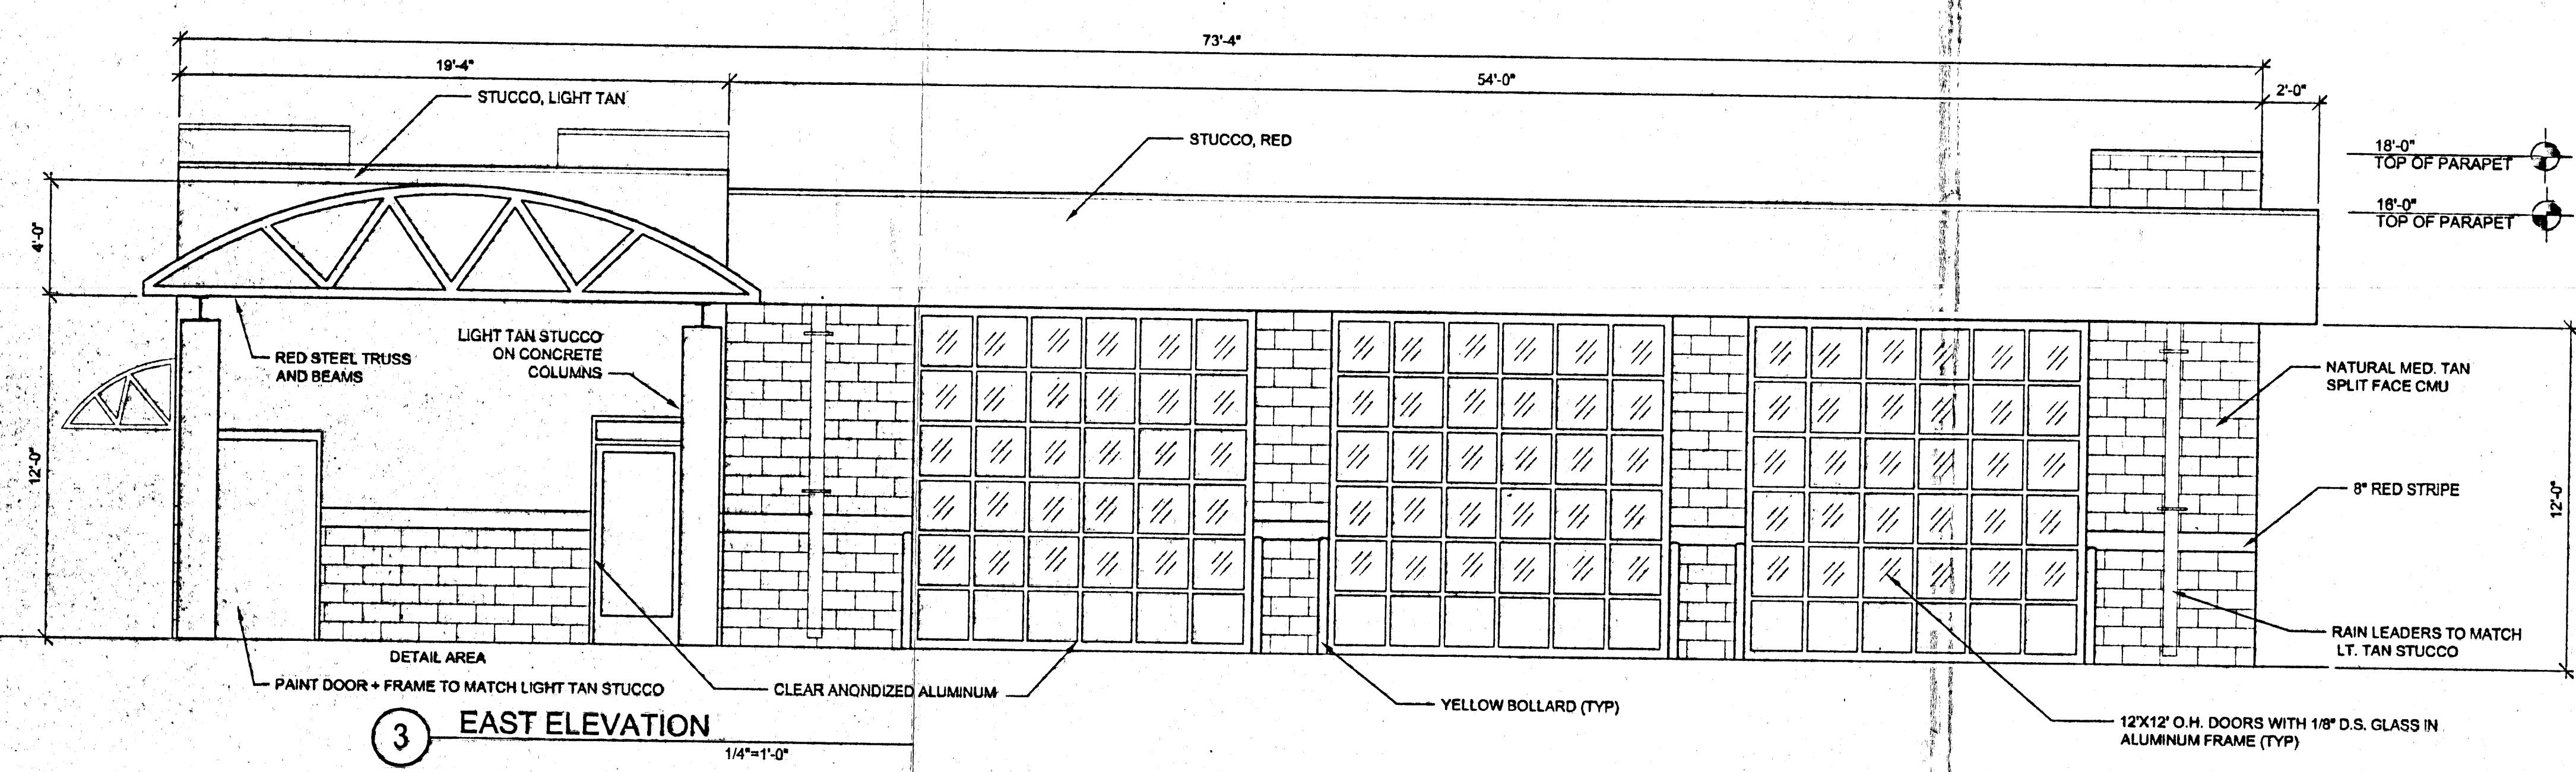 73'-4"
19'-4"
54'-0"
2'-0"
STUCCO, LIGHT TAN
STUCCO, RED
18'-0"
TOP OF PARAPET
16'-0"
TOP OF PARAPET
4'-0"
12'-0"
RED STEEL TRUSS
AND BEAMS
LIGHT TAN STUCCO
ON CONCRETE
COLUMNS
NATURAL MED. TAN
SPLIT FACE CMU
8" RED STRIPE
12'-0"
RAIN LEADERS TO MATCH
LT. TAN STUCCO
DETAIL AREA
PAINT DOOR + FRAME TO MATCH LIGHT TAN STUCCO
CLEAR ANONDIZED ALUMINUM
YELLOW BOLLARD (TYP)
12'X12' O.H. DOORS WITH 1/8" D.S. GLASS IN
ALUMINUM FRAME (TYP)
3
EAST ELEVATION
1/4"=1'-0"